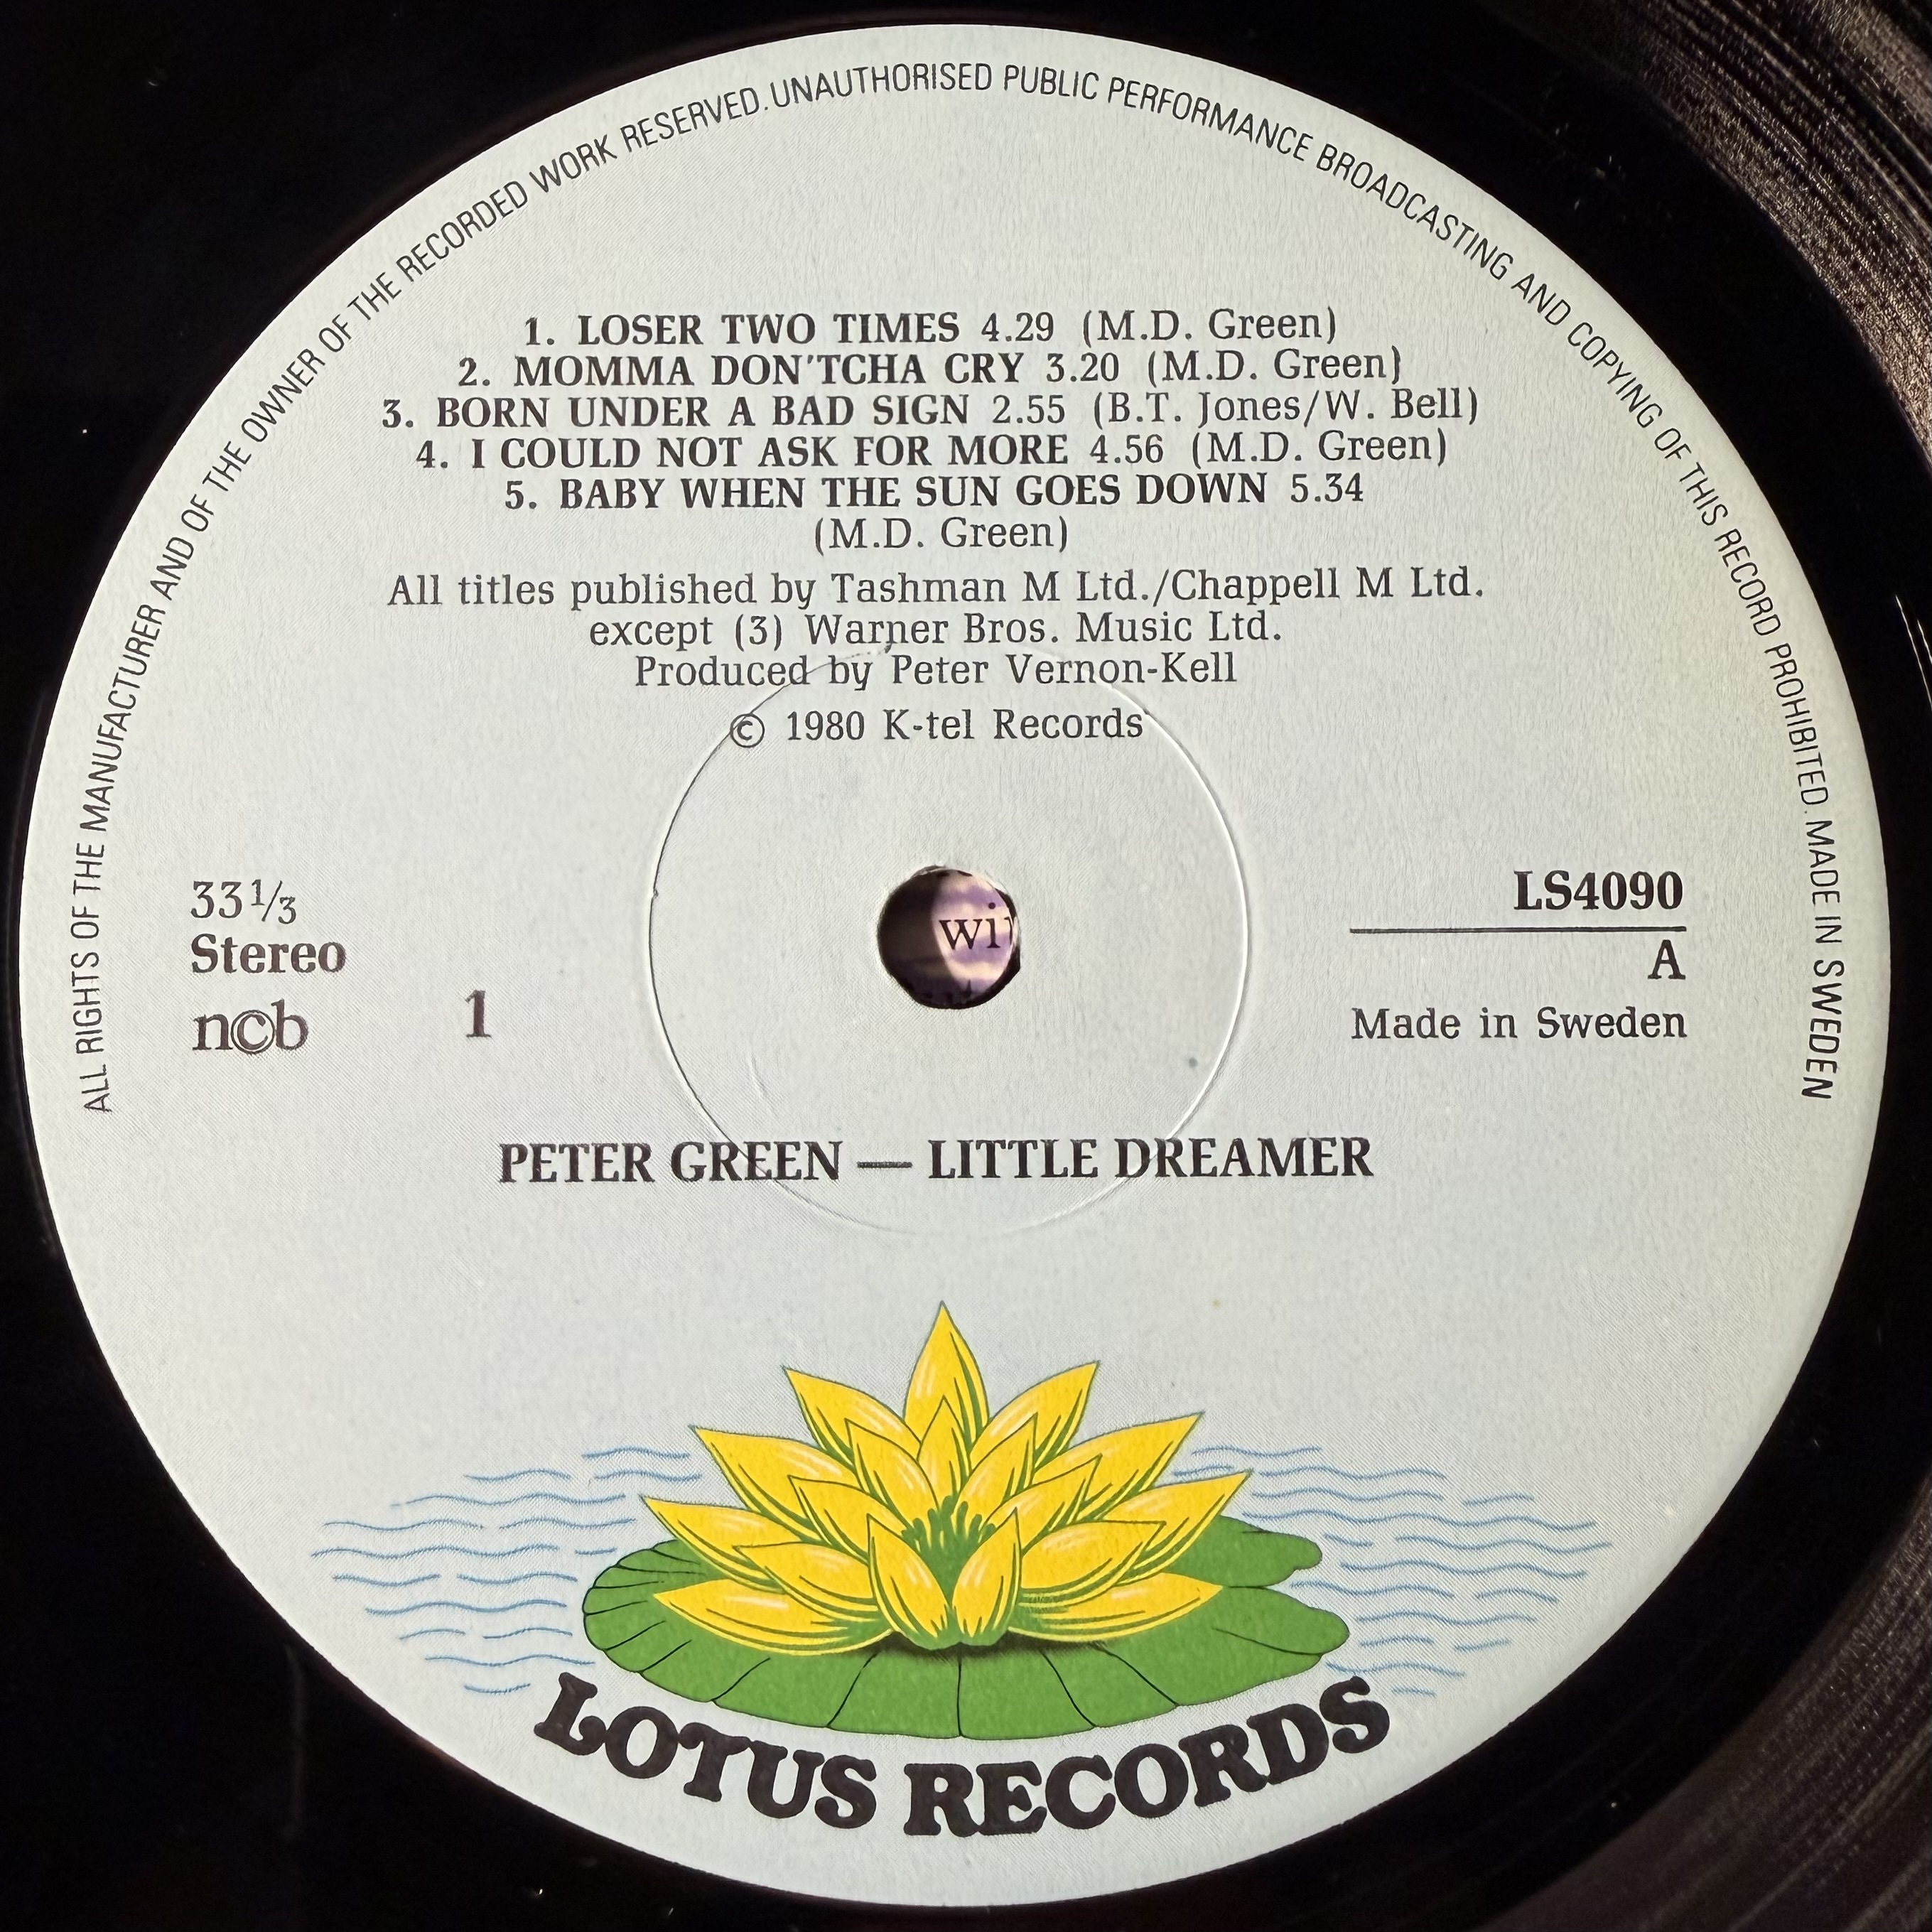 ALL RIGHTS OF THE MANUFACTURER AND OF THE OWNER OF THE RECORDED WORK RESERVED. UNAUTHORISED PUBLIC PERFORMANCE BROADCASTING AND COPYING OF THIS RECORD PROHIBITED. MADE IN SWEDEN
1. LOSER TWO TIMES 4.29 (M.D. Green)
2. MOMMA DON'TCHA CRY 3.20 (M.D. Green)
3. BORN UNDER A BAD SIGN 2.55 (B.T. Jones/W. Bell)
4. I COULD NOT ASK FOR MORE 4.56 (M.D. Green)
5. BABY WHEN THE SUN GOES DOWN 5.34
(M.D. Green)
All titles published by Tashman M Ltd./Chappell M Ltd.
except (3) Warner Bros. Music Ltd.
Produced by Peter Vernon-Kell
© 1980 K-tel Records
33 1/3
Stereo
n©b
1
wi
LS4090
A
Made in Sweden
PETER GREEN — LITTLE DREAMER
LOTUS RECORDS